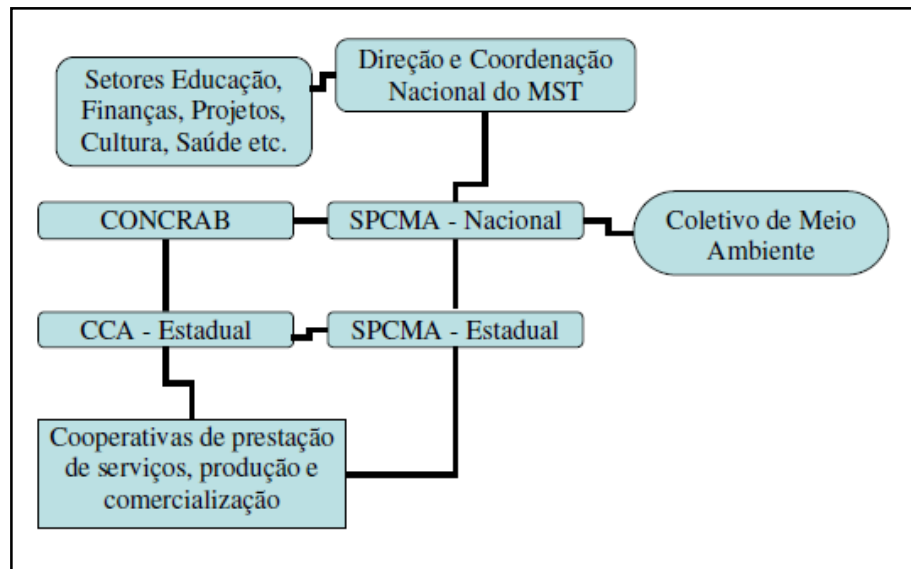 Setores Educação,
Finanças, Projetos,
Cultura, Saúde etc.
Direção e Coordenação
Nacional do MST
CONCRAB
SPCMA - Nacional
Coletivo de Meio
Ambiente
CCA - Estadual
SPCMA - Estadual
Cooperativas de prestação
de serviços, produção e
comercialização